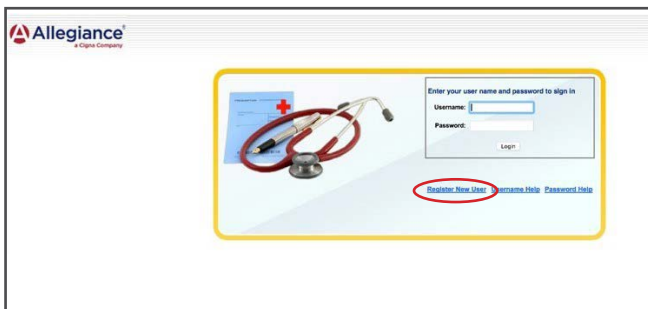 Allegiance®
a Cigna Company
Enter your user name and password to sign in
Username:
Password:
Login
Register New User Username Help Password Help